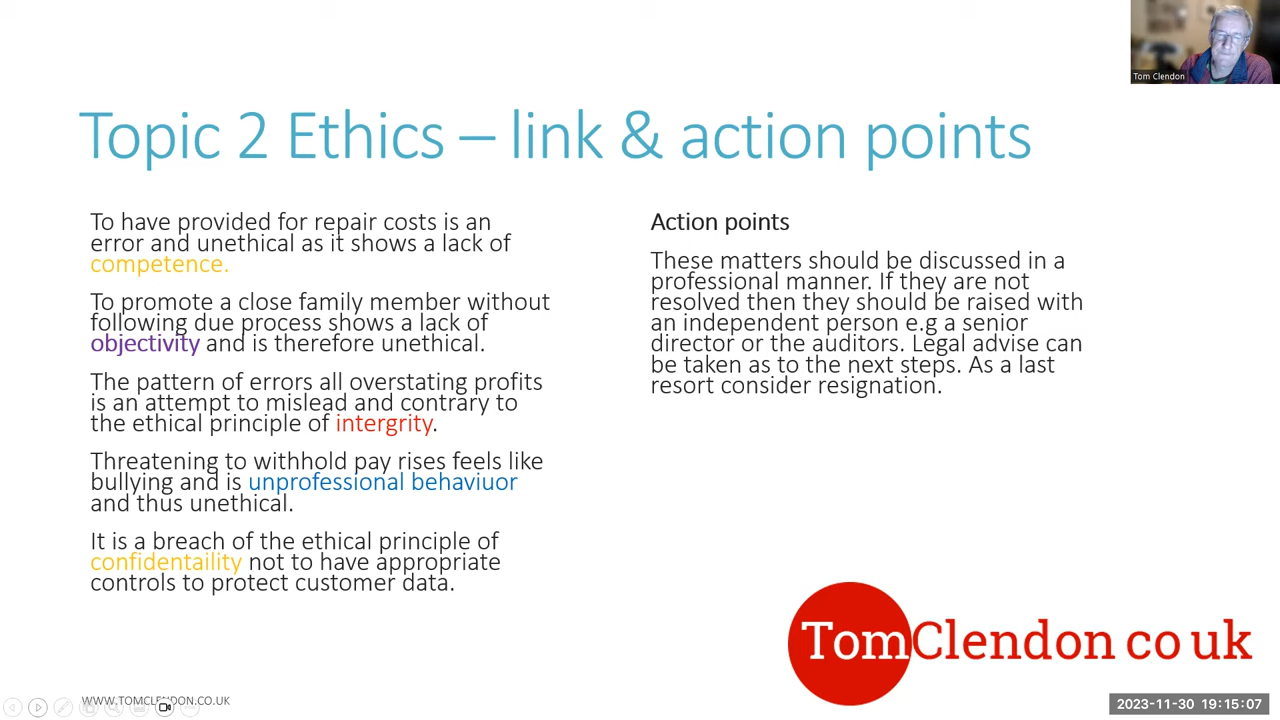 Tom Clendon
Topic 2 Ethics – link & action points
To have provided for repair costs is an
error and unethical as it shows a lack of
competence.
To promote a close family member without
following due process shows a lack of
objectivity and is therefore unethical.
The pattern of errors all overstating profits
is an attempt to mislead and contrary to
the ethical principle of intergrity.
Threatening to withhold pay rises feels like
bullying and is unprofessional behaviuor
and thus unethical.
It is a breach of the ethical principle of
confidentaility not to have appropriate
controls to protect customer data.
Action points
These matters should be discussed in a
professional manner. If they are not
resolved then they should be raised with
an independent person e.g a senior
director or the auditors. Legal advise can
be taken as to the next steps. As a last
resort consider resignation.
TomClendon co uk
WWW.TOMCLENDON.CO.UK
2023-11-30 19:15:07